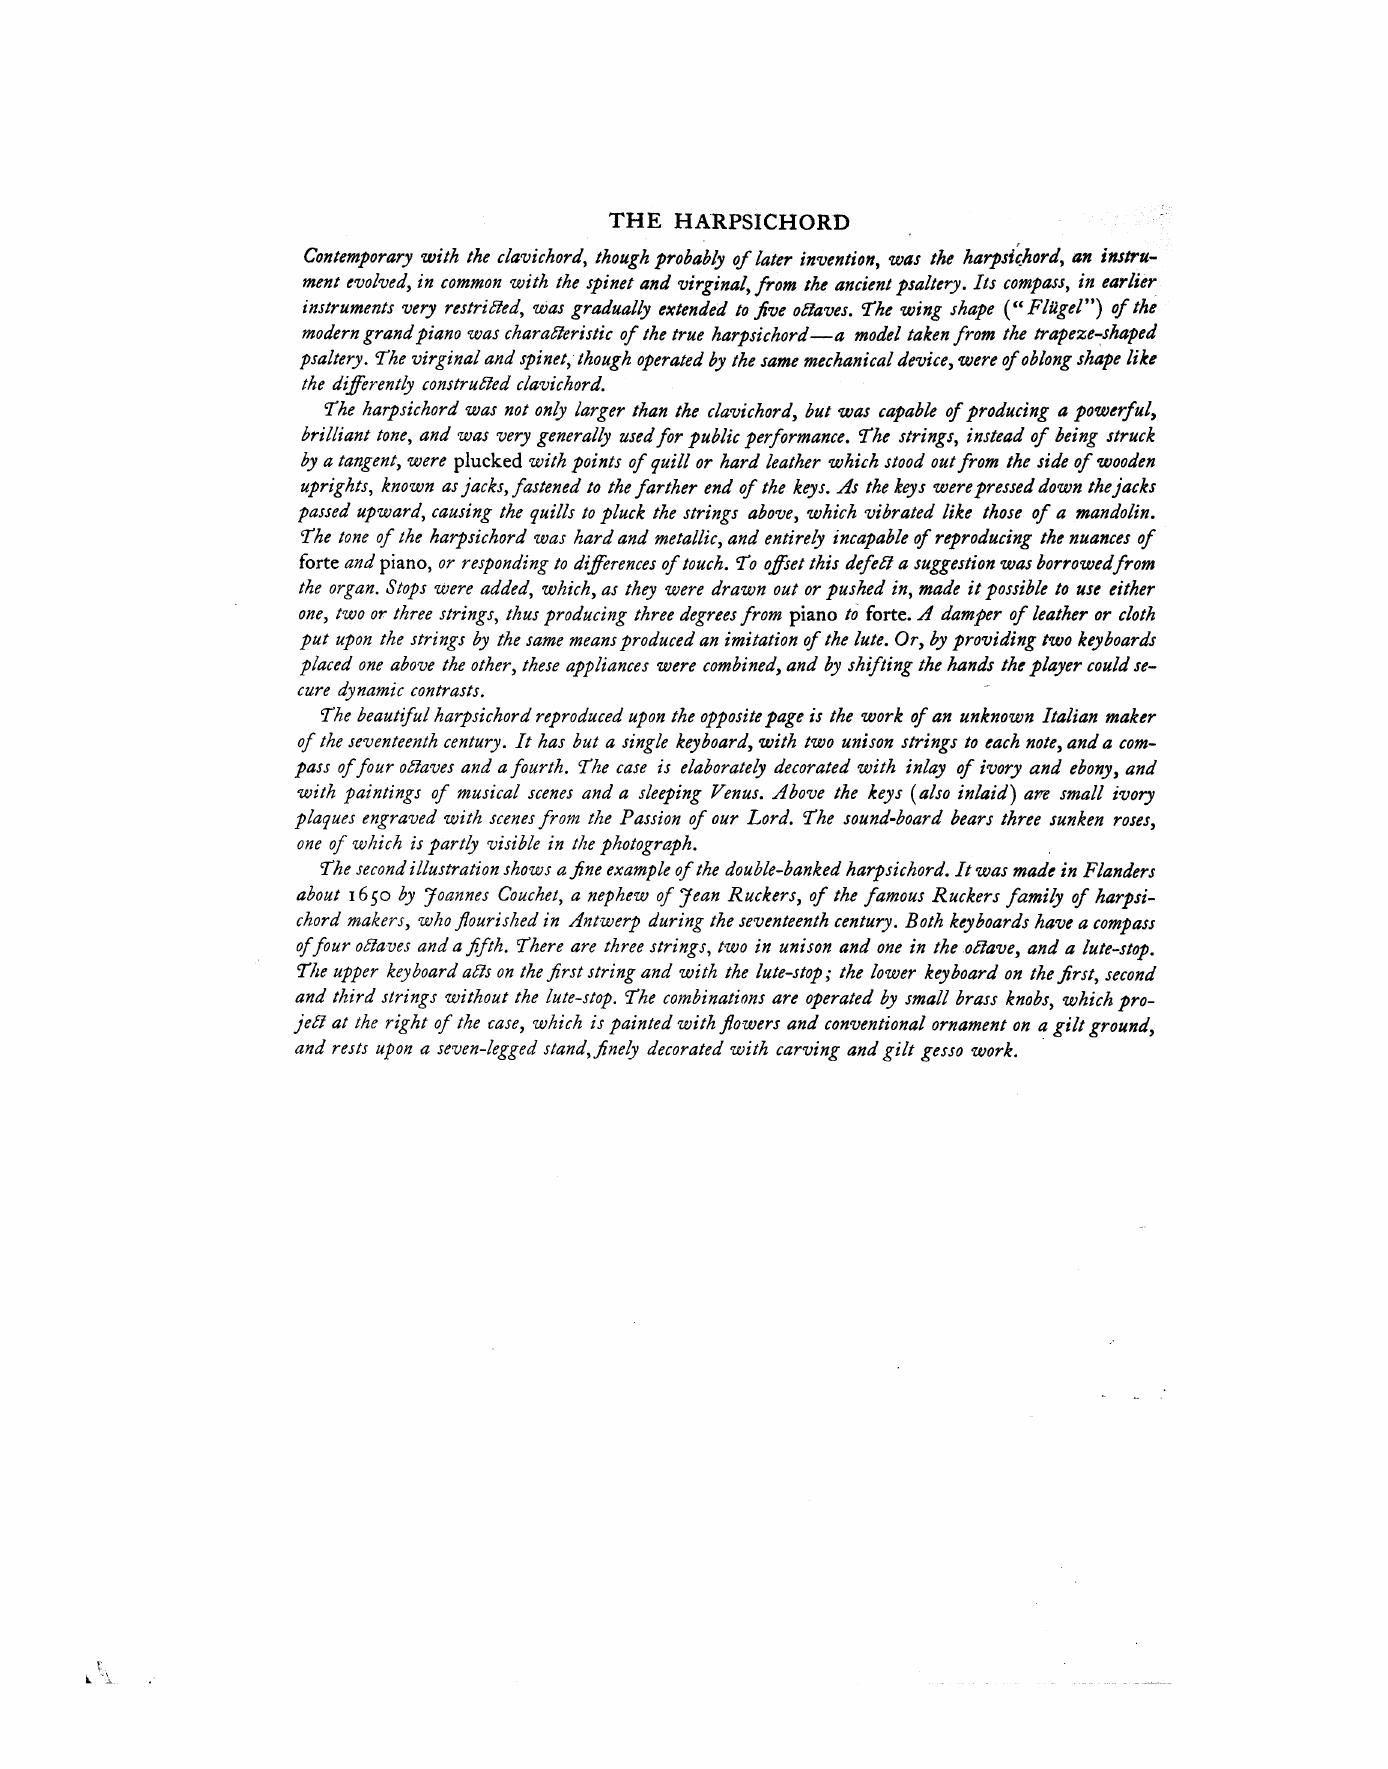 THE HARPSICHORD
Contemporary with the clavichord, though probably of later invention, was the harpsichord, an instru-
ment evolved, in common with the spinet and virginal, from the ancient psaltery. Its compass, in earlier
instruments very restricted, was gradually extended to five octaves. The wing shape (“Flügel”) of the
modern grand piano was characteristic of the true harpsichord—a model taken from the trapeze-shaped
psaltery. The virginal and spinet, though operated by the same mechanical device, were of oblong shape like
the differently constructed clavichord.
The harpsichord was not only larger than the clavichord, but was capable of producing a powerful,
brilliant tone, and was very generally used for public performance. The strings, instead of being struck
by a tangent, were plucked with points of quill or hard leather which stood out from the side of wooden
uprights, known as jacks, fastened to the farther end of the keys. As the keys were pressed down the jacks
passed upward, causing the quills to pluck the strings above, which vibrated like those of a mandolin.
The tone of the harpsichord was hard and metallic, and entirely incapable of reproducing the nuances of
forte and piano, or responding to differences of touch. To offset this defect a suggestion was borrowed from
the organ. Stops were added, which, as they were drawn out or pushed in, made it possible to use either
one, two or three strings, thus producing three degrees from piano to forte. A damper of leather or cloth
put upon the strings by the same means produced an imitation of the lute. Or, by providing two keyboards
placed one above the other, these appliances were combined, and by shifting the hands the player could se-
cure dynamic contrasts.
The beautiful harpsichord reproduced upon the opposite page is the work of an unknown Italian maker
of the seventeenth century. It has but a single keyboard, with two unison strings to each note, and a com-
pass of four octaves and a fourth. The case is elaborately decorated with inlay of ivory and ebony, and
with paintings of musical scenes and a sleeping Venus. Above the keys (also inlaid) are small ivory
plaques engraved with scenes from the Passion of our Lord. The sound-board bears three sunken roses,
one of which is partly visible in the photograph.
The second illustration shows a fine example of the double-banked harpsichord. It was made in Flanders
about 1650 by Joannes Couchet, a nephew of Jean Ruckers, of the famous Ruckers family of harpsi-
chord makers, who flourished in Antwerp during the seventeenth century. Both keyboards have a compass
of four octaves and a fifth. There are three strings, two in unison and one in the octave, and a lute-stop.
The upper keyboard acts on the first string and with the lute-stop; the lower keyboard on the first, second
and third strings without the lute-stop. The combinations are operated by small brass knobs, which pro-
ject at the right of the case, which is painted with flowers and conventional ornament on a gilt ground,
and rests upon a seven-legged stand, finely decorated with carving and gilt gesso work.